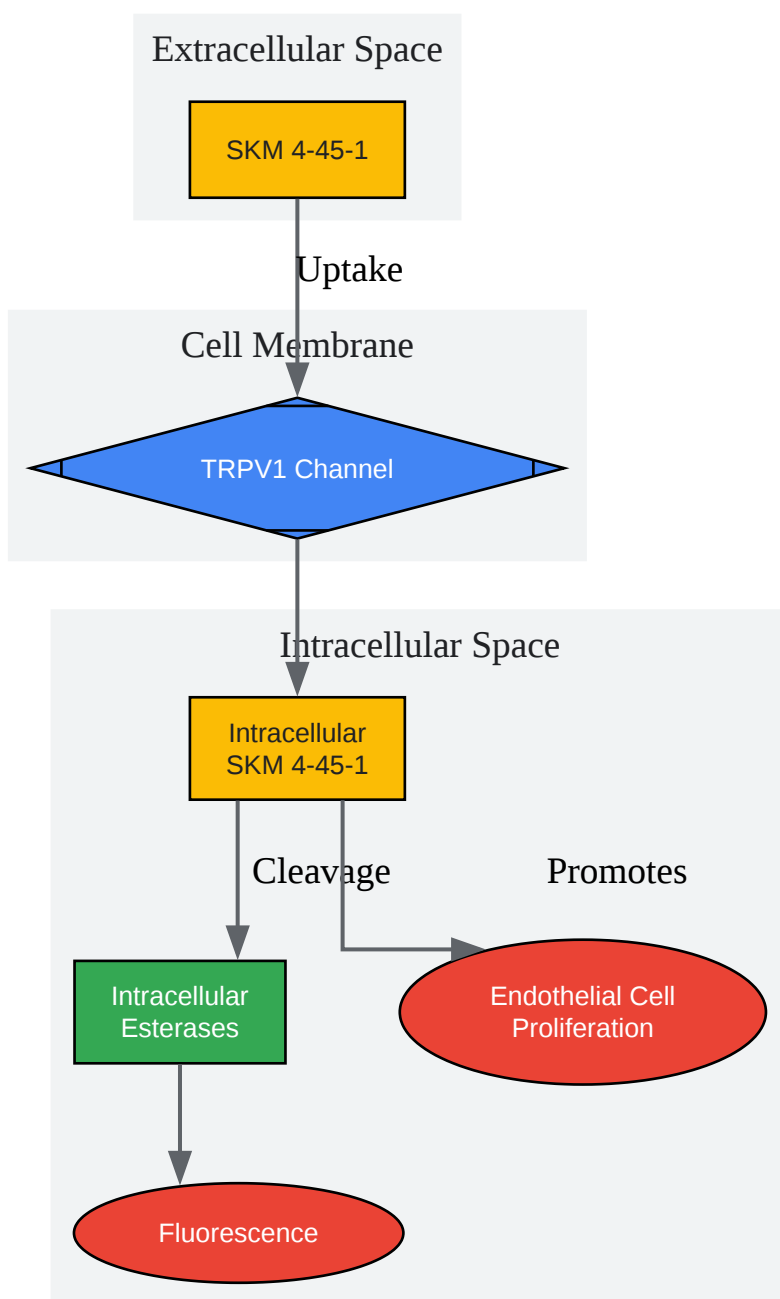 Extracellular Space
SKM 4-45-1
Uptake
Cell Membrane
TRPV1 Channel
Intracellular Space
Intracellular
SKM 4-45-1
Cleavage
Promotes
Intracellular
Esterases
Endothelial Cell
Proliferation
Fluorescence